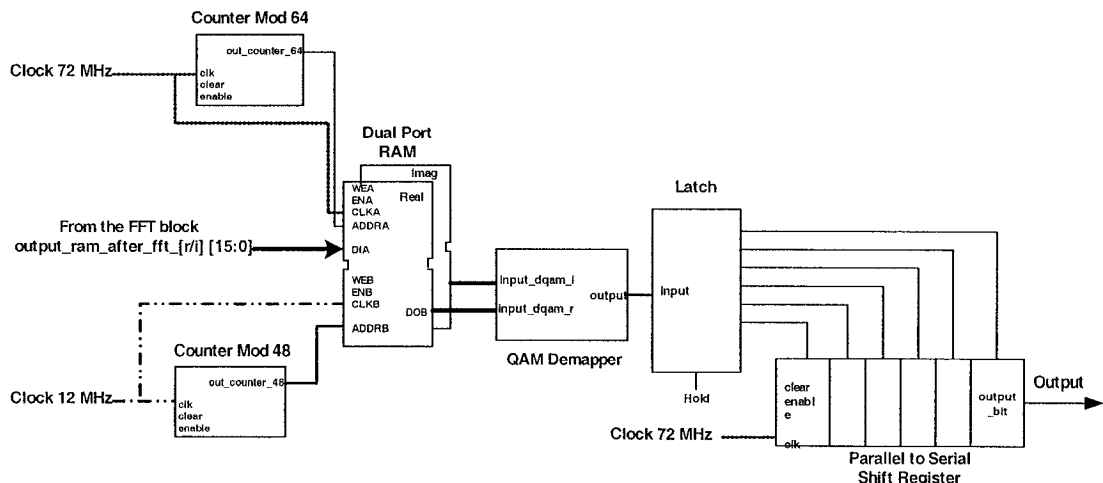 Counter Mod 64
out_counter_64
Clock 72 MHz
clk
clear
enable
Dual Port
RAM
Imag
WEA
ENA
CLKA
ADDRA
Real
From the FFT block
output_ram_after_fft_[r/i] [15:0]
DIA
WEB
ENB
CLKB
ADDRB
DOB
Latch
input
Hold
input_dqam_i
input_dqam_r
output
QAM Demapper
Counter Mod 48
out_counter_48
Clock 12 MHz
clk
clear
enable
clear
enabl
e
clk
output
_bit
Output
Clock 72 MHz
Parallel to Serial
Shift Register